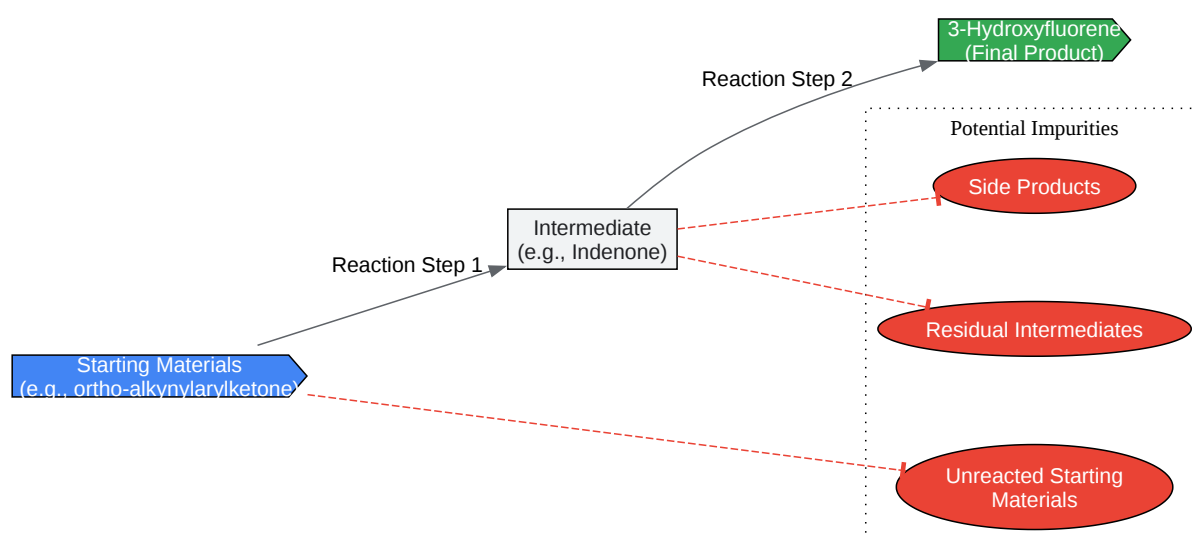 3-Hydroxyfluorene
(Final Product)
Reaction Step 2
Potential Impurities
Side Products
Intermediate
(e.g., Indenone)
Reaction Step 1
Residual Intermediates
Starting Materials
(e.g., ortho-alkynylarylketone)
Unreacted Starting
Materials